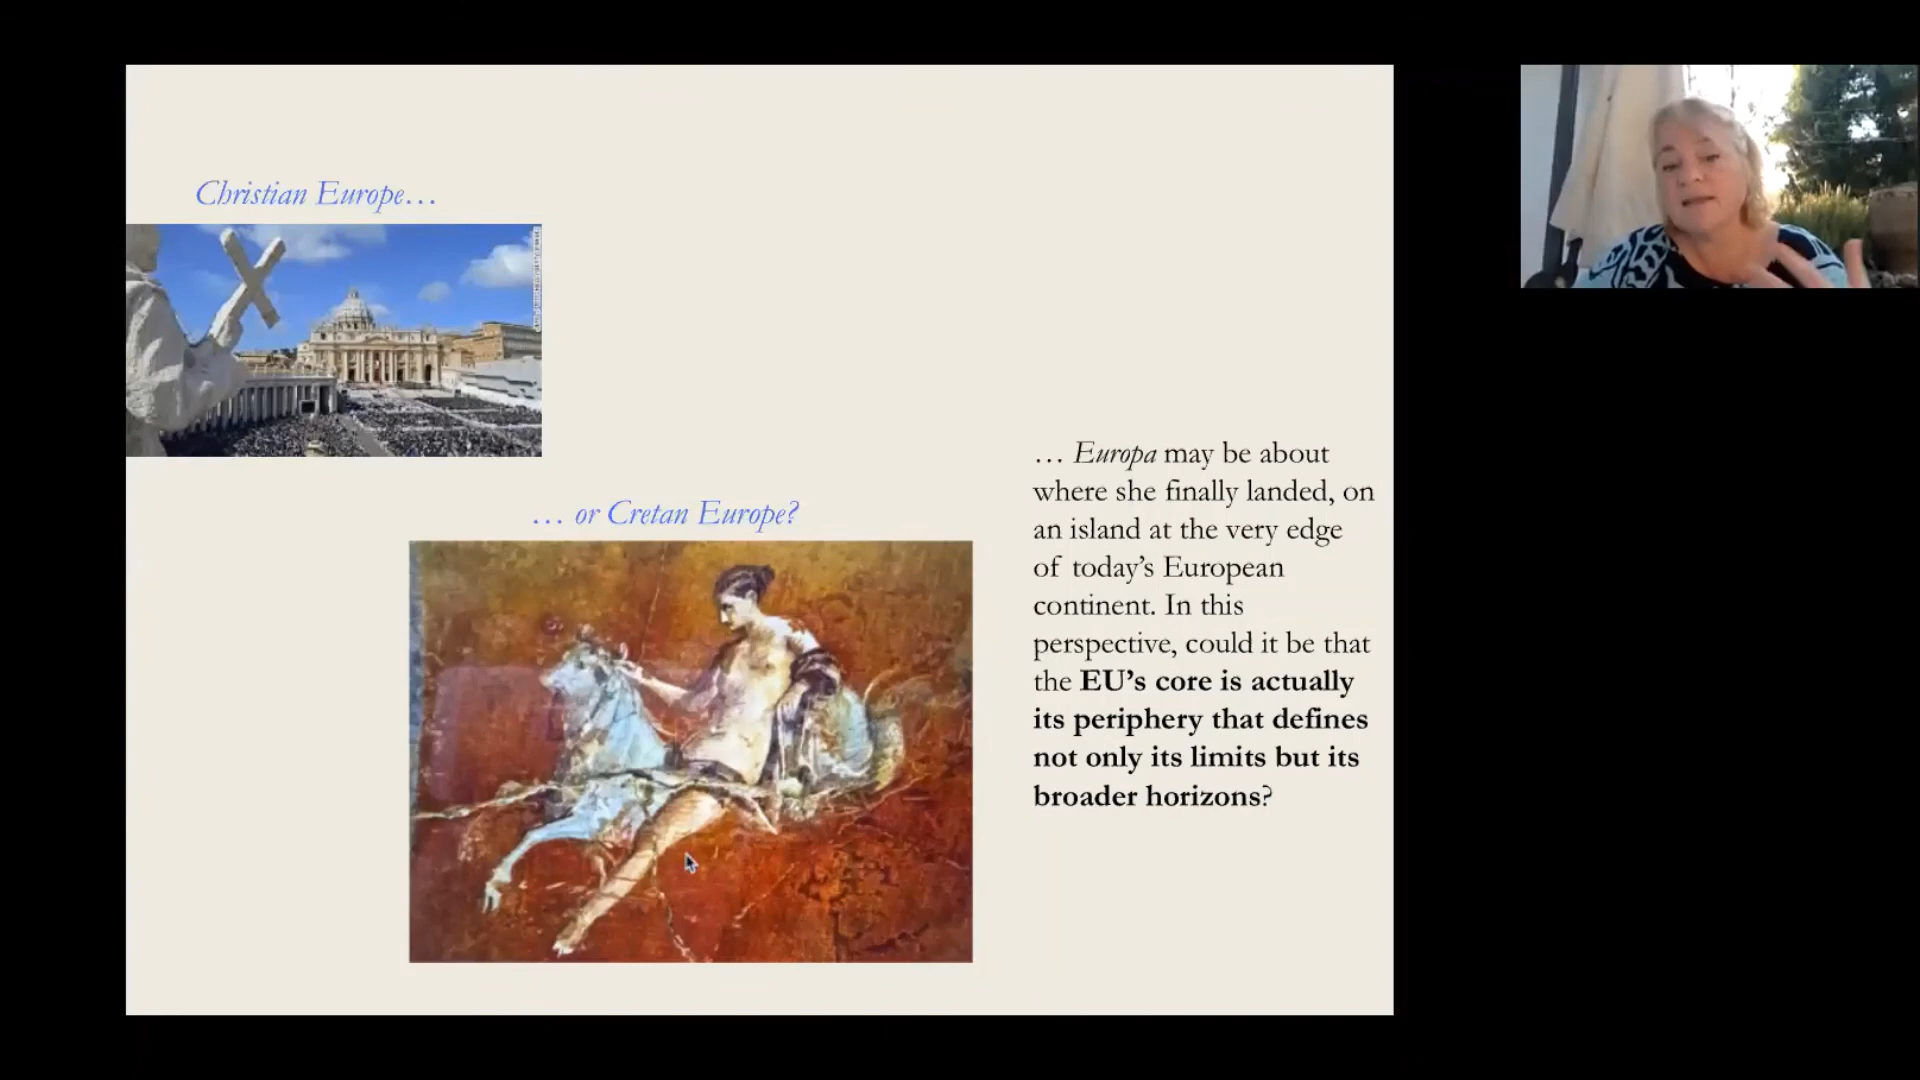 Christian Europe…
… or Cretan Europe?
… Europa may be about
where she finally landed, on
an island at the very edge
of today’s European
continent. In this
perspective, could it be that
the EU’s core is actually
its periphery that defines
not only its limits but its
broader horizons?